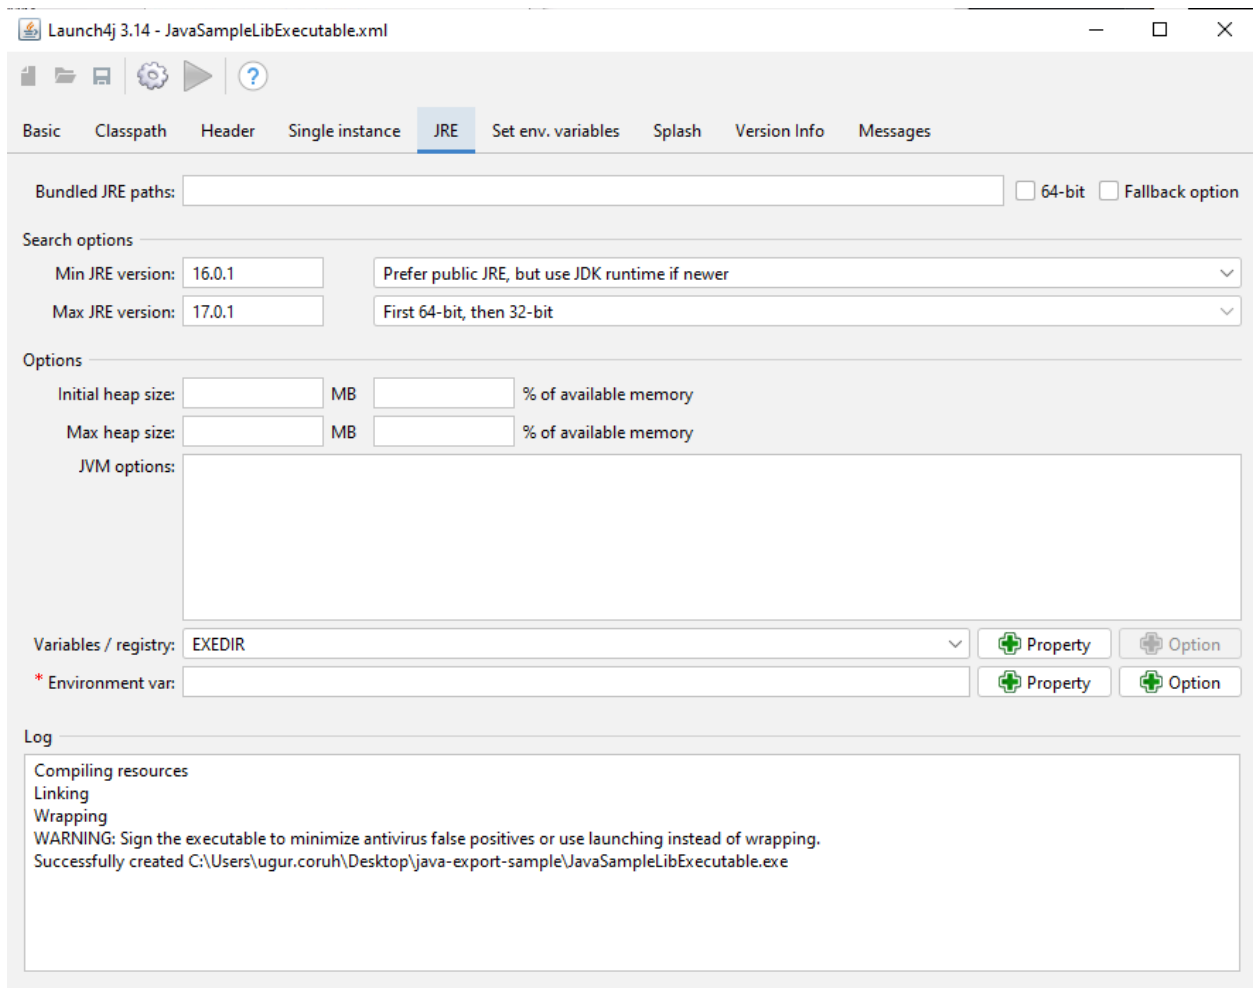 Launch4j 3.14 - JavaSampleLibExecutable.xml
Basic Classpath Header Single instance JRE Set env. variables Splash Version Info Messages
Bundled JRE paths: 64-bit Fallback option
Search options
Min JRE version: 16.0.1 Prefer public JRE, but use JDK runtime if newer
Max JRE version: 17.0.1 First 64-bit, then 32-bit
Options
Initial heap size: MB % of available memory
Max heap size: MB % of available memory
JVM options:
Variables / registry: EXEDIR Property Option
* Environment var: Property Option
Log
Compiling resources
Linking
Wrapping
WARNING: Sign the executable to minimize antivirus false positives or use launching instead of wrapping.
Successfully created C:\Users\ugur.coruh\Desktop\java-export-sample\JavaSampleLibExecutable.exe